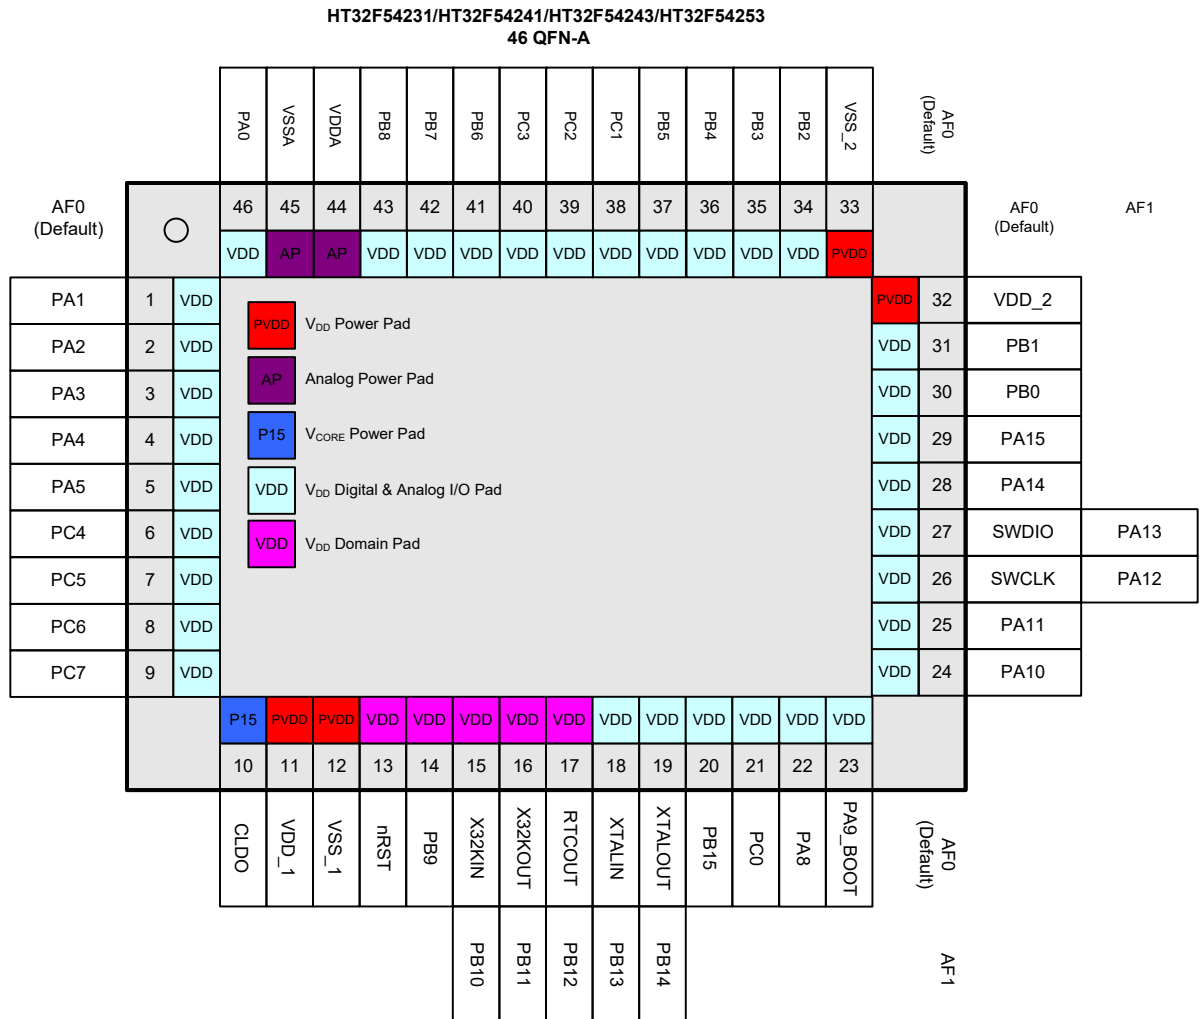 HT32F54231/HT32F54241/HT32F54243/HT32F54253
46 QFN-A
PA0 VSSA VDDA PB8 PB7 PB6 PC3 PC2 PC1 PB5 PB4 PB3 PB2 VSS_2
AF0
(Default)
AF0
(Default)
46 45 44 43 42 41 40 39 38 37 36 35 34 33
AF0
(Default)
AF1
VDD AP AP VDD VDD VDD VDD VDD VDD VDD VDD VDD VDD PVDD
PA1 1 VDD
PVDD 32 VDD_2
PA2 2 VDD
VDD 31 PB1
PA3 3 VDD
VDD 30 PB0
PA4 4 VDD
VDD 29 PA15
PA5 5 VDD
VDD 28 PA14
PC4 6 VDD
VDD 27 SWDIO PA13
PC5 7 VDD
VDD 26 SWCLK PA12
PC6 8 VDD
VDD 25 PA11
PC7 9 VDD
VDD 24 PA10
PVDD VDD Power Pad
AP Analog Power Pad
P15 VCORE Power Pad
VDD VDD Digital & Analog I/O Pad
VDD VDD Domain Pad
P15 PVDD PVDD VDD VDD VDD VDD VDD VDD VDD VDD VDD VDD VDD
10 11 12 13 14 15 16 17 18 19 20 21 22 23
CLDO VDD_1 VSS_1 nRST PB9 X32KIN X32KOUT RTCOUT XTALIN XTALOUT PB15 PC0 PA8 PA9_BOOT
AF0
(Default)
PB10 PB11 PB12 PB13 PB14
AF1